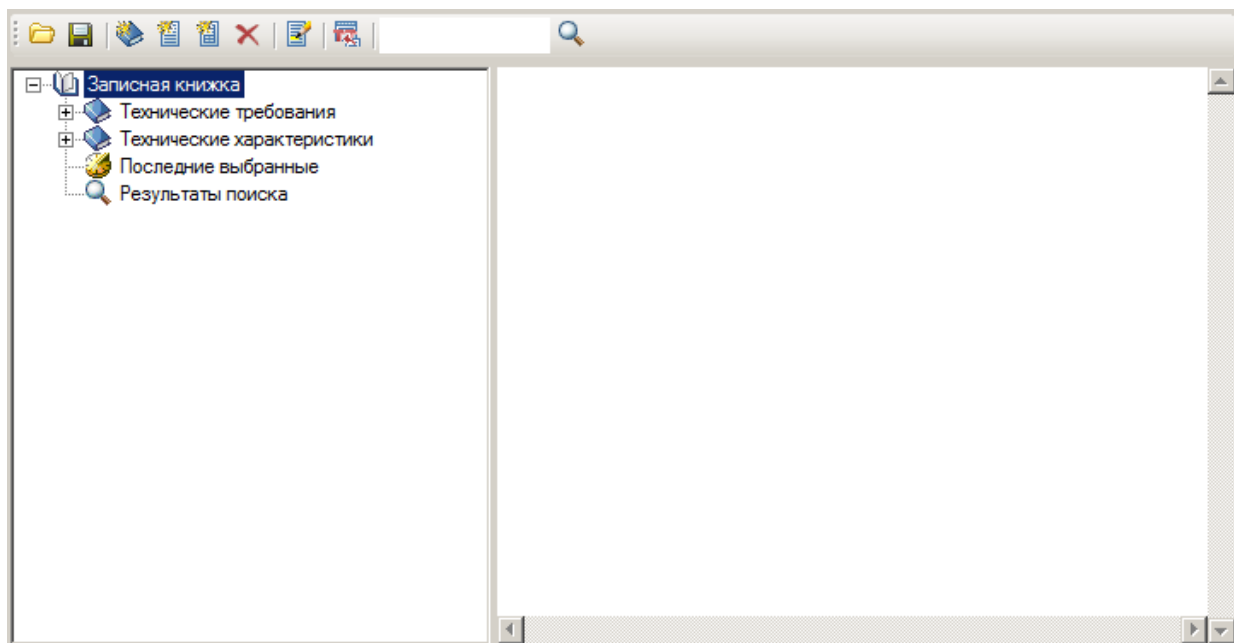 Записная книжка
Технические требования
Технические характеристики
Последние выбранные
Результаты поиска